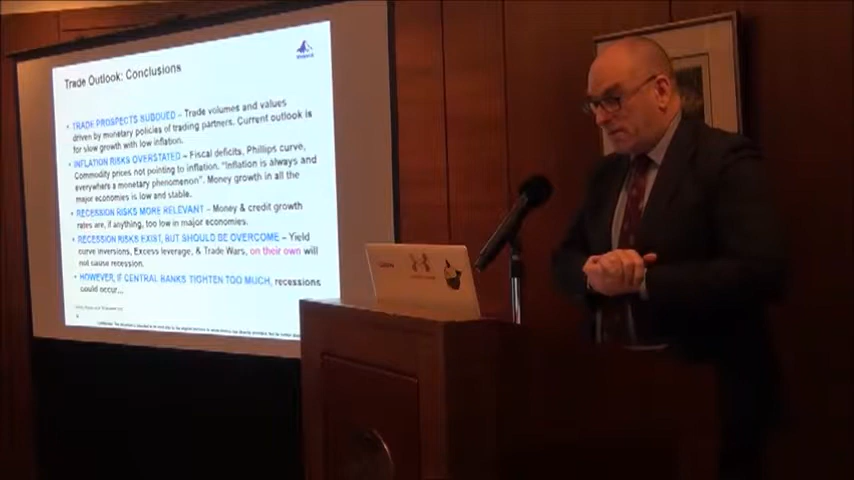 Trade Outlook: Conclusions
• TRADE PROSPECTS SUBDUED – Trade volumes and values
driven by monetary policies of trading partners. Current outlook is
for slow growth with low inflation.
• INFLATION RISKS OVERSTATED – Fiscal deficits, Phillips curve,
Commodity prices not pointing to inflation. "Inflation is always and
everywhere a monetary phenomenon". Money growth in all the
major economies is low and stable.
• RECESSION RISKS MORE RELEVANT – Money & credit growth
rates are, if anything, too low in major economies.
• RECESSION RISKS EXIST, BUT SHOULD BE OVERCOME – Yield
curve inversions, Excess leverage, & Trade Wars, on their own will
not cause recession.
• HOWEVER, IF CENTRAL BANKS TIGHTEN TOO MUCH, recessions
could occur…